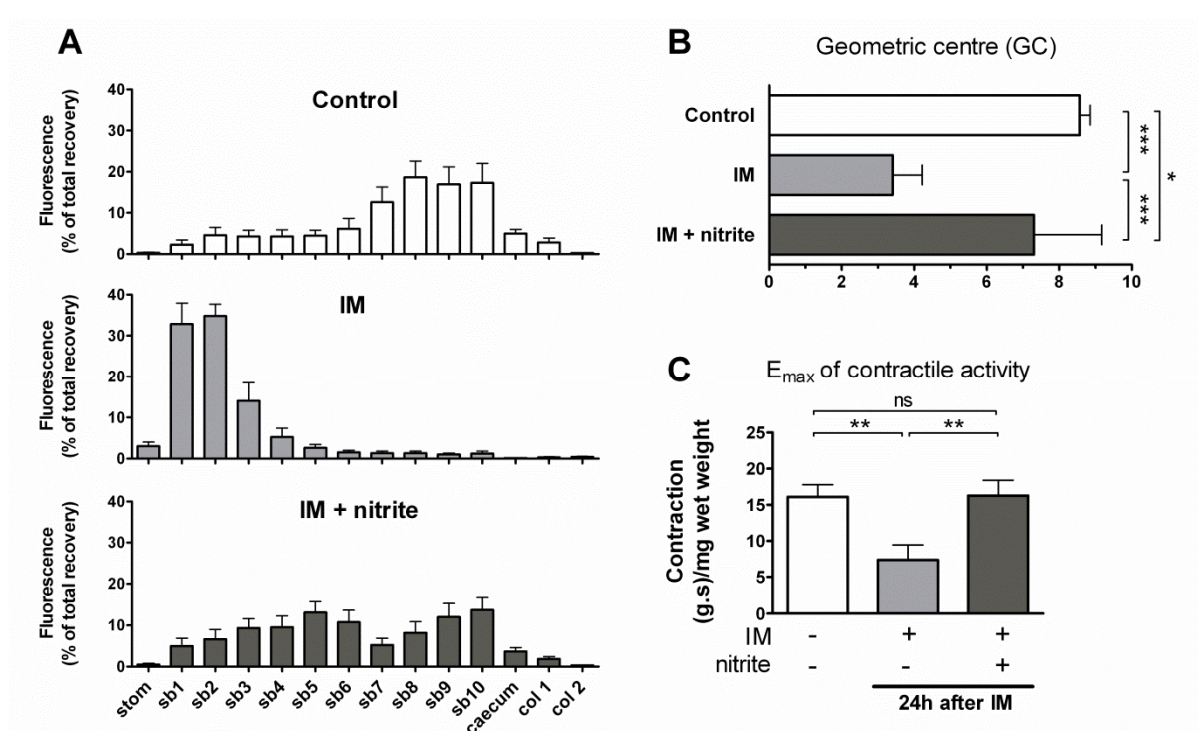 A
Control
Fluorescence
(% of total recovery)
40
30
20
10
0
IM
Fluorescence
(% of total recovery)
40
30
20
10
0
IM + nitrite
Fluorescence
(% of total recovery)
40
30
20
10
0
stom sb1 sb2 sb3 sb4 sb5 sb6 sb7 sb8 sb9 sb10 caecum col 1 col 2
B
Geometric centre (GC)
Control
IM
IM + nitrite
*** *** *
0 2 4 6 8 10
C
Emax of contractile activity
ns
** **
Contraction
(g.s)/mg wet weight
25
20
15
10
5
0
IM - + +
nitrite - - +
24h after IM